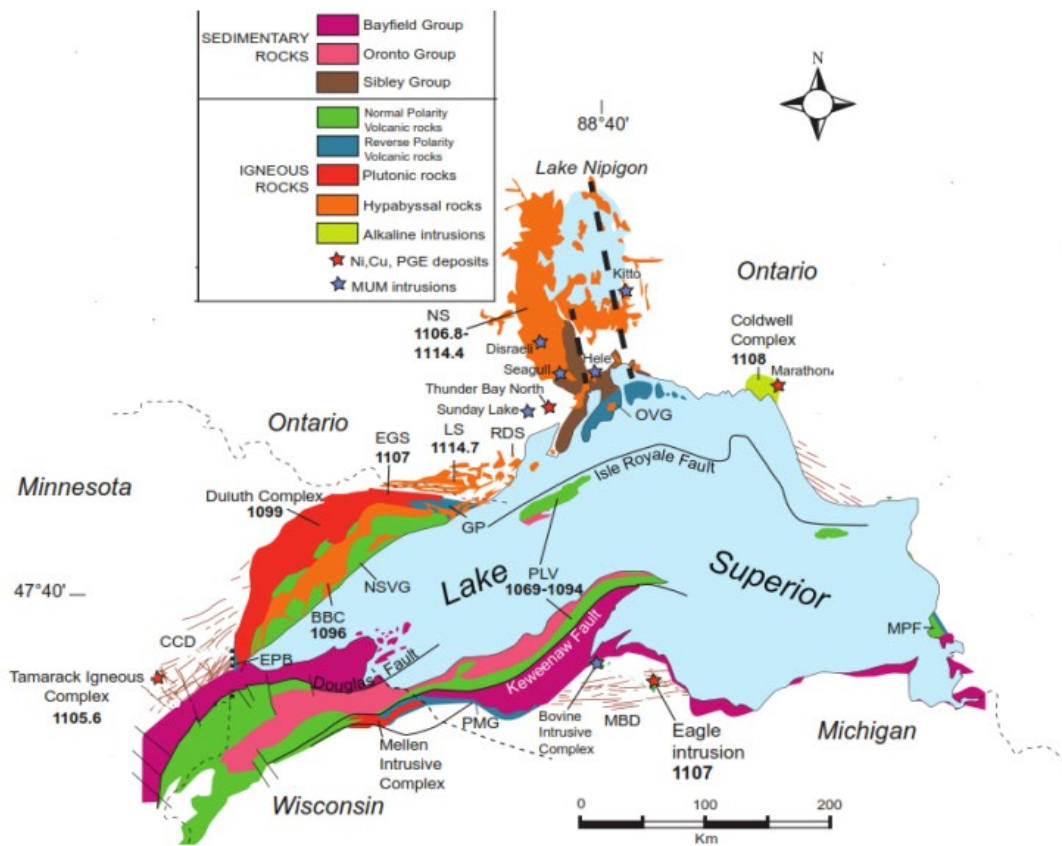 SEDIMENTARY
ROCKS
Bayfield Group
Oronto Group
Sibley Group
IGNEOUS
ROCKS
Normal Polarity
Volcanic rocks
Reverse Polarity
Volcanic rocks
Plutonic rocks
Hypabyssal rocks
Alkaline intrusions
Ni,Cu, PGE deposits
MUM intrusions
N
88°40'
Lake Nipigon
Kitto
Ontario
NS
1106.8-
1114.4
Disraeli
Seagull
Hele
Coldwell
Complex
1108
Marathon
Thunder Bay North
Sunday Lake
OVG
Ontario
EGS
1107
LS
1114.7
RDS
Isle Royale Fault
Minnesota
Duluth Complex
1099
GP
47°40'
NSVG
BBC
1096
PLV
1069-1094
Lake
Superior
CCD
EPB
Tamarack Igneous
Complex
1105.6
Douglas Fault
Keweenaw Fault
MPF
PMG
Mellen
Intrusive
Complex
Bovine
Intrusive
Complex
MBD
Eagle
intrusion
1107
Michigan
Wisconsin
0
100
200
Km